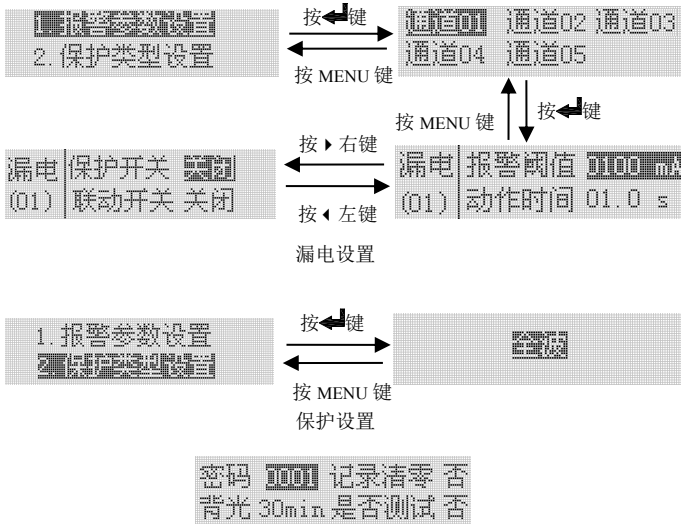 1.报警参数设置
2.保护类型设置
按键
按 MENU 键
通道01 通道02 通道03
通道04 通道05
按 MENU 键
按键
漏电 保护开关 关闭
(01) 联动开关 关闭
按 右键
按 左键
漏电 报警阈值 0100 mA
(01) 动作时间 01.0 s
漏电设置
1.报警参数设置
2.保护类型设置
按键
按 MENU 键
全波
保护设置
密码 0001 记录清零 否
背光 30min 是否测试 否